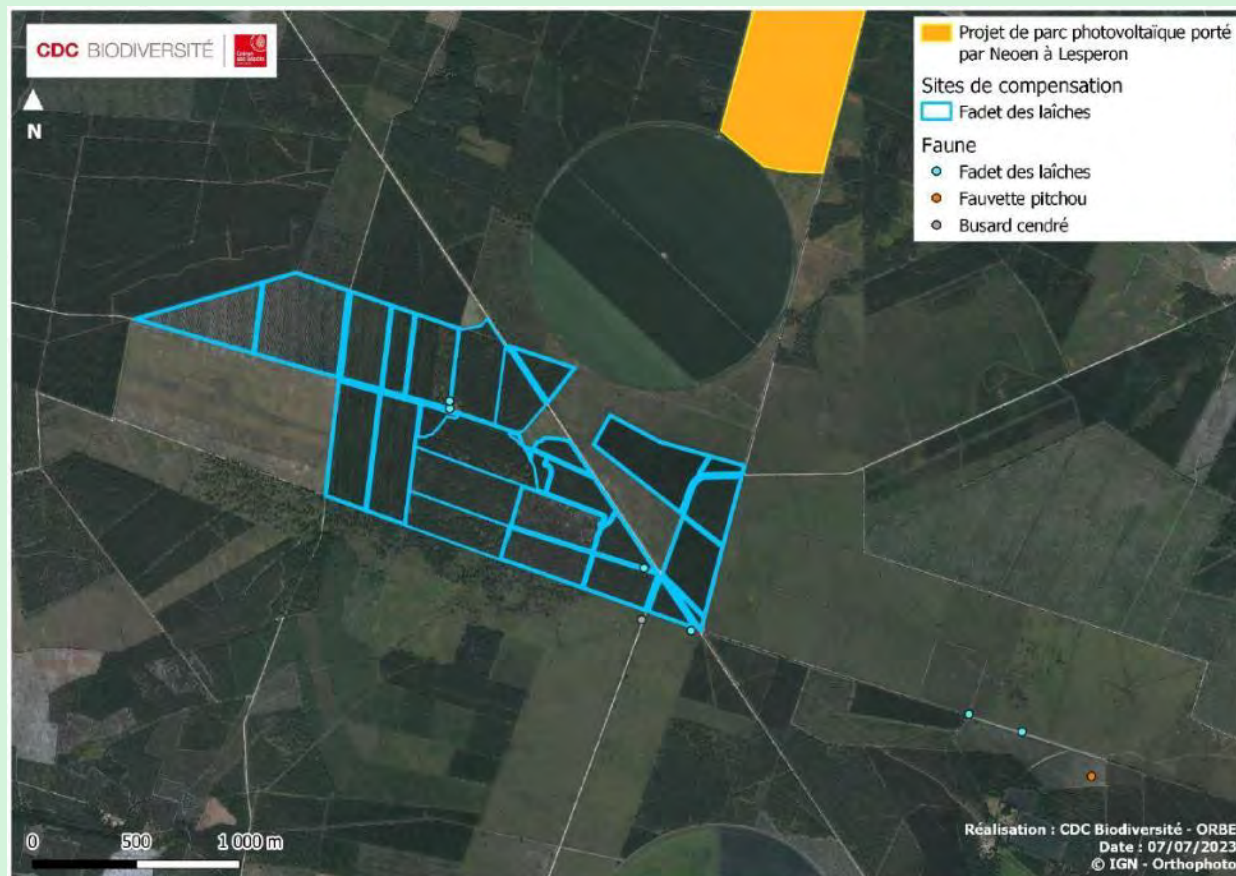 CDC BIODIVERSITÉ
N
Projet de parc photovoltaïque porté
par Neoen à Lesperon
Sites de compensation
Fadet des laîches
Faune
Fadet des laîches
Fauvette pitchou
Busard cendré
0 500 1 000 m
Réalisation : CDC Biodiversité - ORBE
Date : 07/07/2023
© IGN - Orthophoto